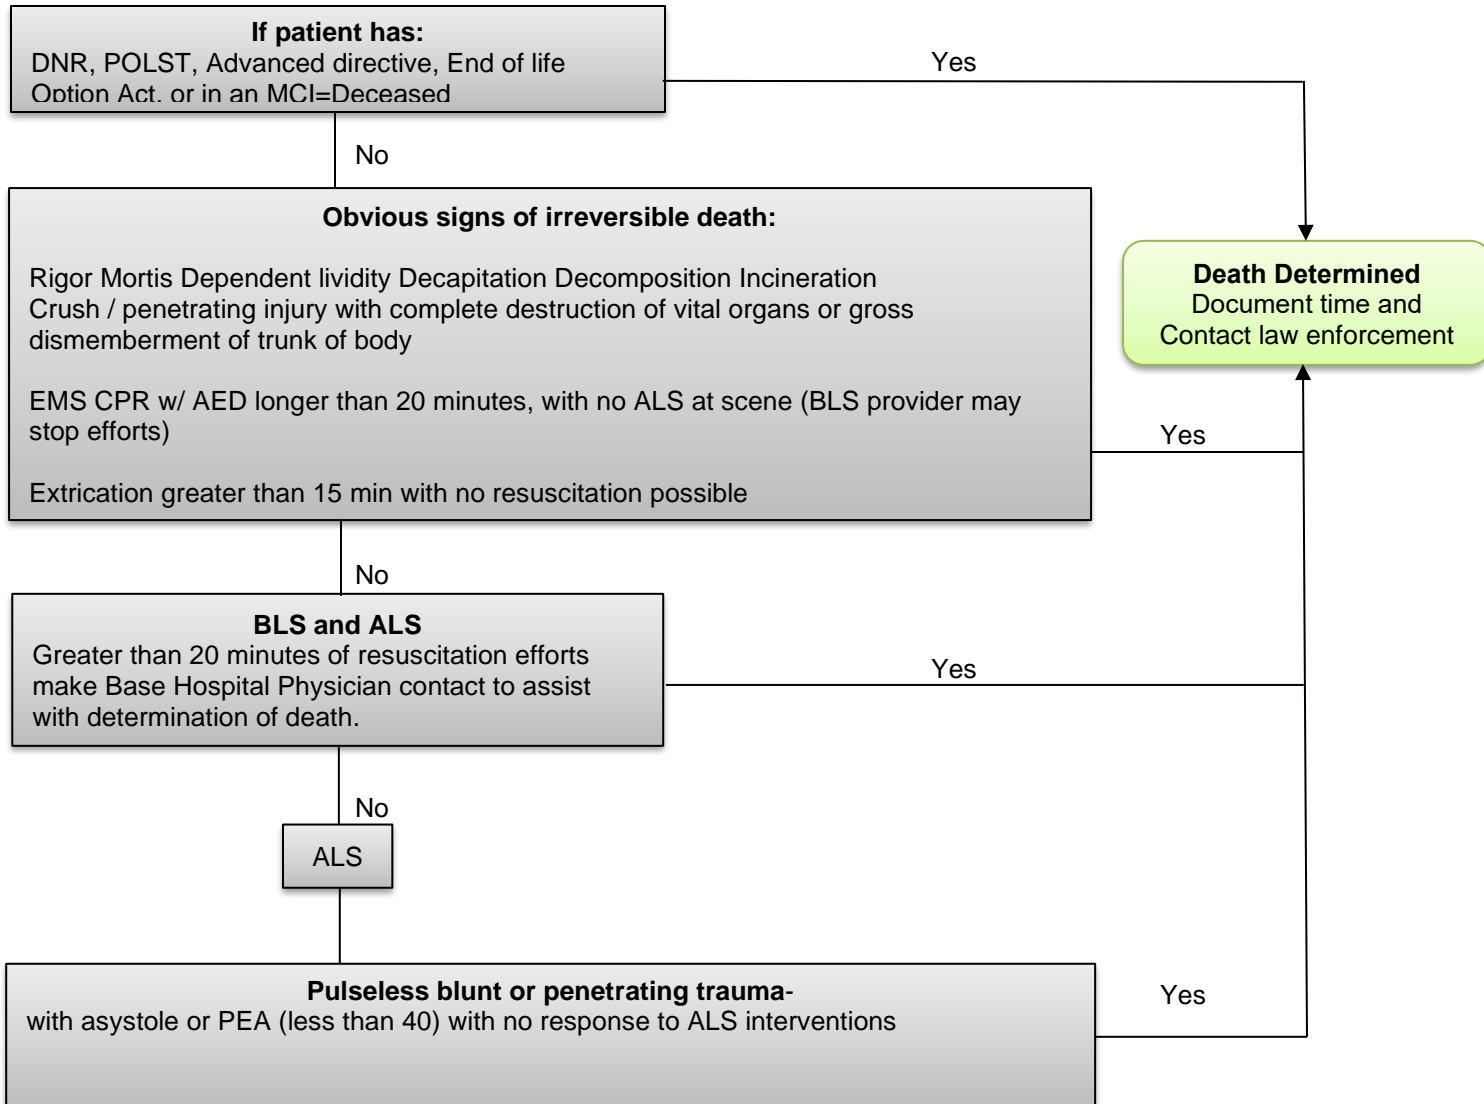 If patient has:
DNR, POLST, Advanced directive, End of life
Option Act, or in an MCI=Deceased
Yes
No
Obvious signs of irreversible death:
Rigor Mortis Dependent lividity Decapitation Decomposition Incineration
Crush / penetrating injury with complete destruction of vital organs or gross
dismemberment of trunk of body
EMS CPR w/ AED longer than 20 minutes, with no ALS at scene (BLS provider may
stop efforts)
Extrication greater than 15 min with no resuscitation possible
Death Determined
Document time and
Contact law enforcement
Yes
No
BLS and ALS
Greater than 20 minutes of resuscitation efforts
make Base Hospital Physician contact to assist
with determination of death.
Yes
No
ALS
Pulseless blunt or penetrating trauma-
with asystole or PEA (less than 40) with no response to ALS interventions
Yes